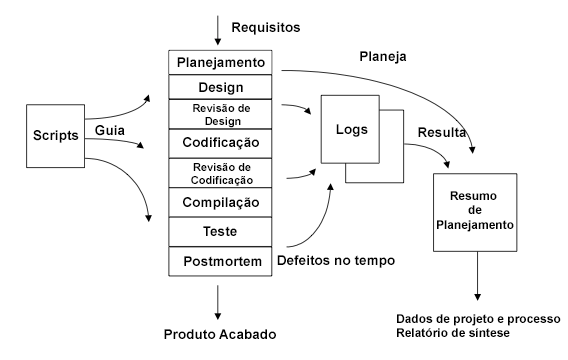 Requisitos
Planejamento
Design
Revisão de
Design
Codificação
Revisão de
Codificação
Compilação
Teste
Postmortem
Produto Acabado
Scripts
Guia
Planeja
Logs
Resulta
Defeitos no tempo
Resumo
de
Planejamento
Dados de projeto e processo
Relatório de síntese